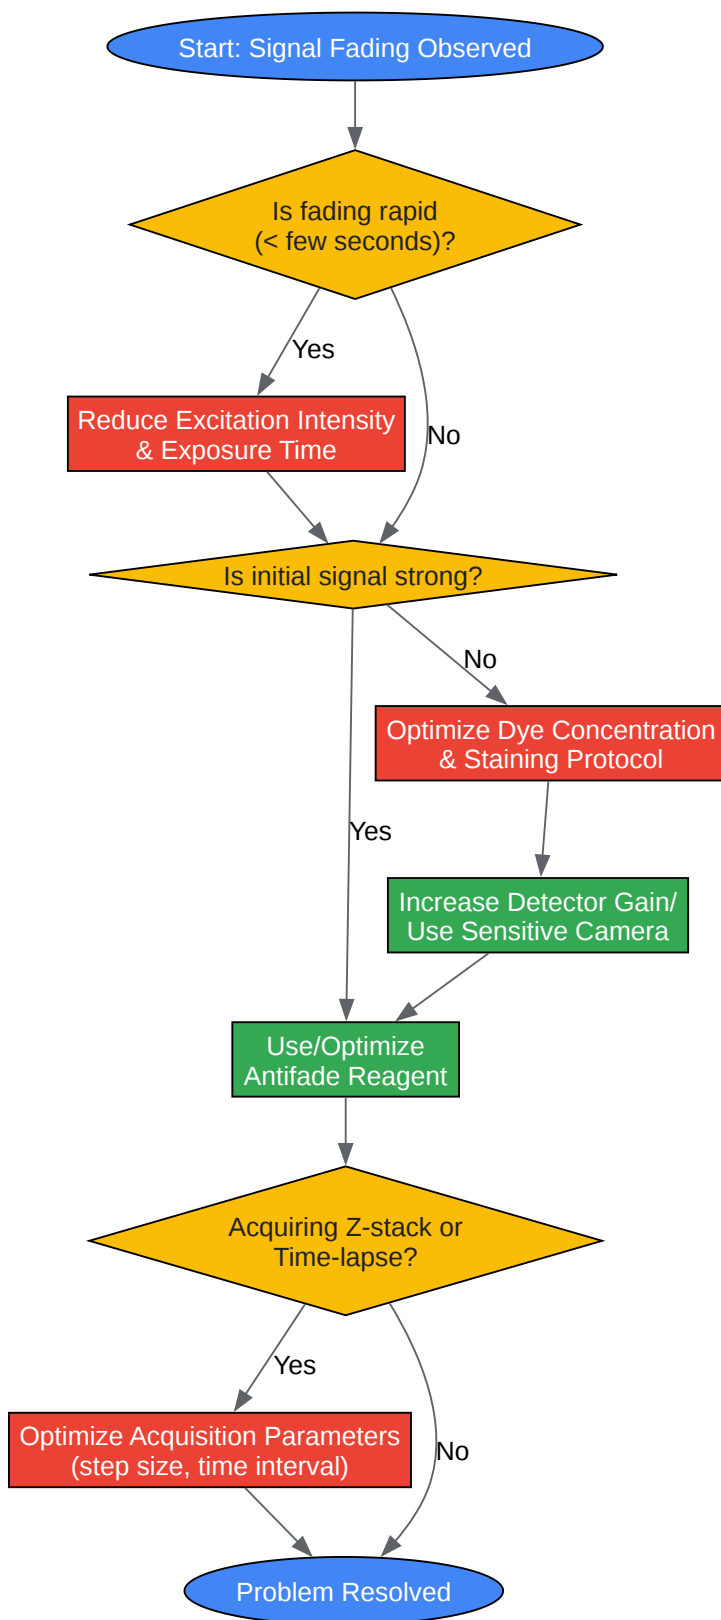 Start: Signal Fading Observed
Is fading rapid
(< few seconds)?
Yes
Reduce Excitation Intensity
& Exposure Time
No
Is initial signal strong?
No
Optimize Dye Concentration
& Staining Protocol
Yes
Increase Detector Gain/
Use Sensitive Camera
Use/Optimize
Antifade Reagent
Acquiring Z-stack or
Time-lapse?
Yes
Optimize Acquisition Parameters
(step size, time interval)
No
Problem Resolved